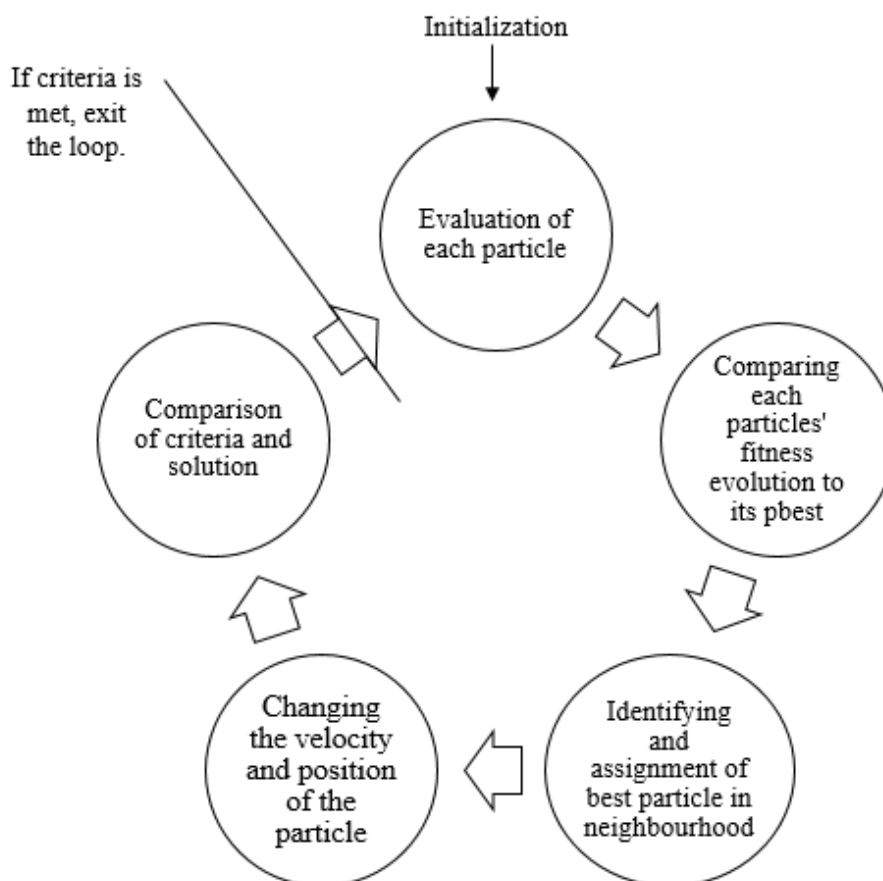 Initialization
If criteria is
met, exit
the loop.
Evaluation of
each particle
Comparing
each
particles'
fitness
evolution to
its pbest
Identifying
and
assignment of
best particle in
neighbourhood
Changing
the velocity
and position
of the
particle
Comparison
of criteria and
solution